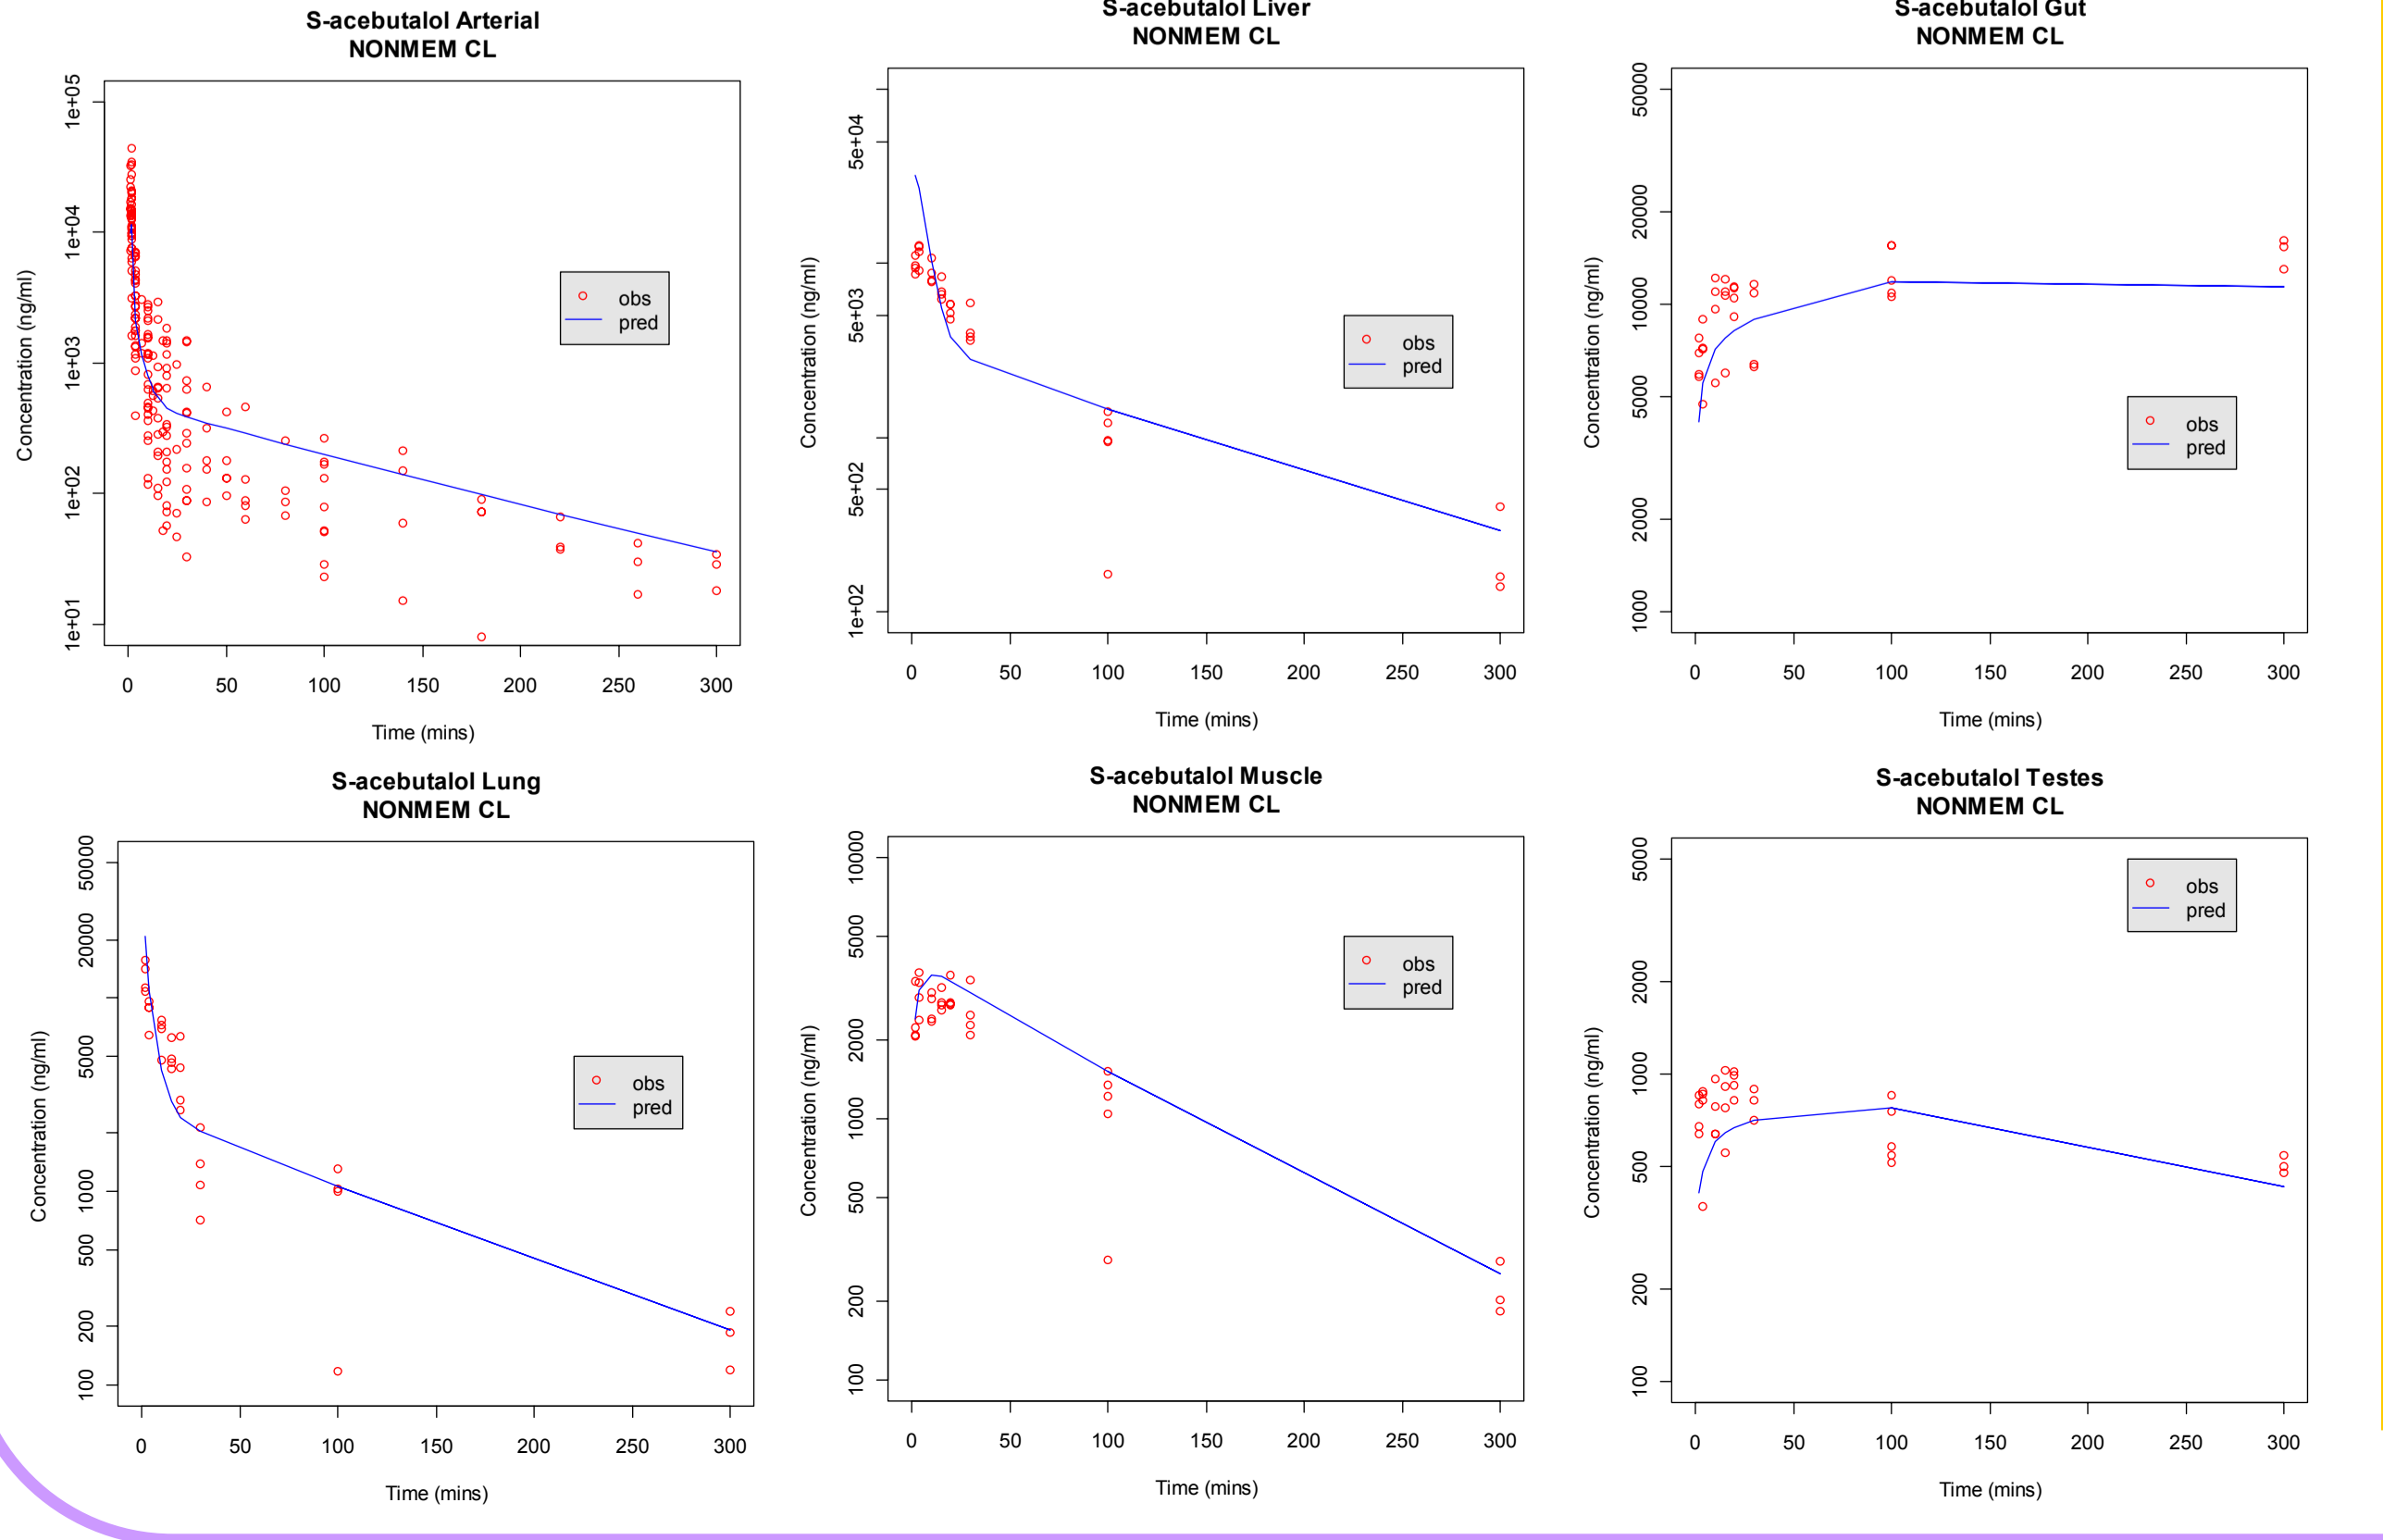 S-acebutalol Arterial
NONMEM CL
1e+05
1e+04
1e+03
1e+02
1e+01
Concentration (ng/ml)
obs
pred
0 50 100 150 200 250 300
Time (mins)
S-acebutalol Liver
NONMEM CL
5e+04
5e+03
5e+02
1e+02
Concentration (ng/ml)
obs
pred
0 50 100 150 200 250 300
Time (mins)
S-acebutalol Gut
NONMEM CL
50000
20000
10000
5000
2000
1000
Concentration (ng/ml)
obs
pred
0 50 100 150 200 250 300
Time (mins)
S-acebutalol Lung
NONMEM CL
50000
20000
5000
1000
500
200
100
Concentration (ng/ml)
obs
pred
0 50 100 150 200 250 300
Time (mins)
S-acebutalol Muscle
NONMEM CL
10000
5000
2000
1000
500
200
100
Concentration (ng/ml)
obs
pred
0 50 100 150 200 250 300
Time (mins)
S-acebutalol Testes
NONMEM CL
5000
2000
1000
500
200
100
Concentration (ng/ml)
obs
pred
0 50 100 150 200 250 300
Time (mins)